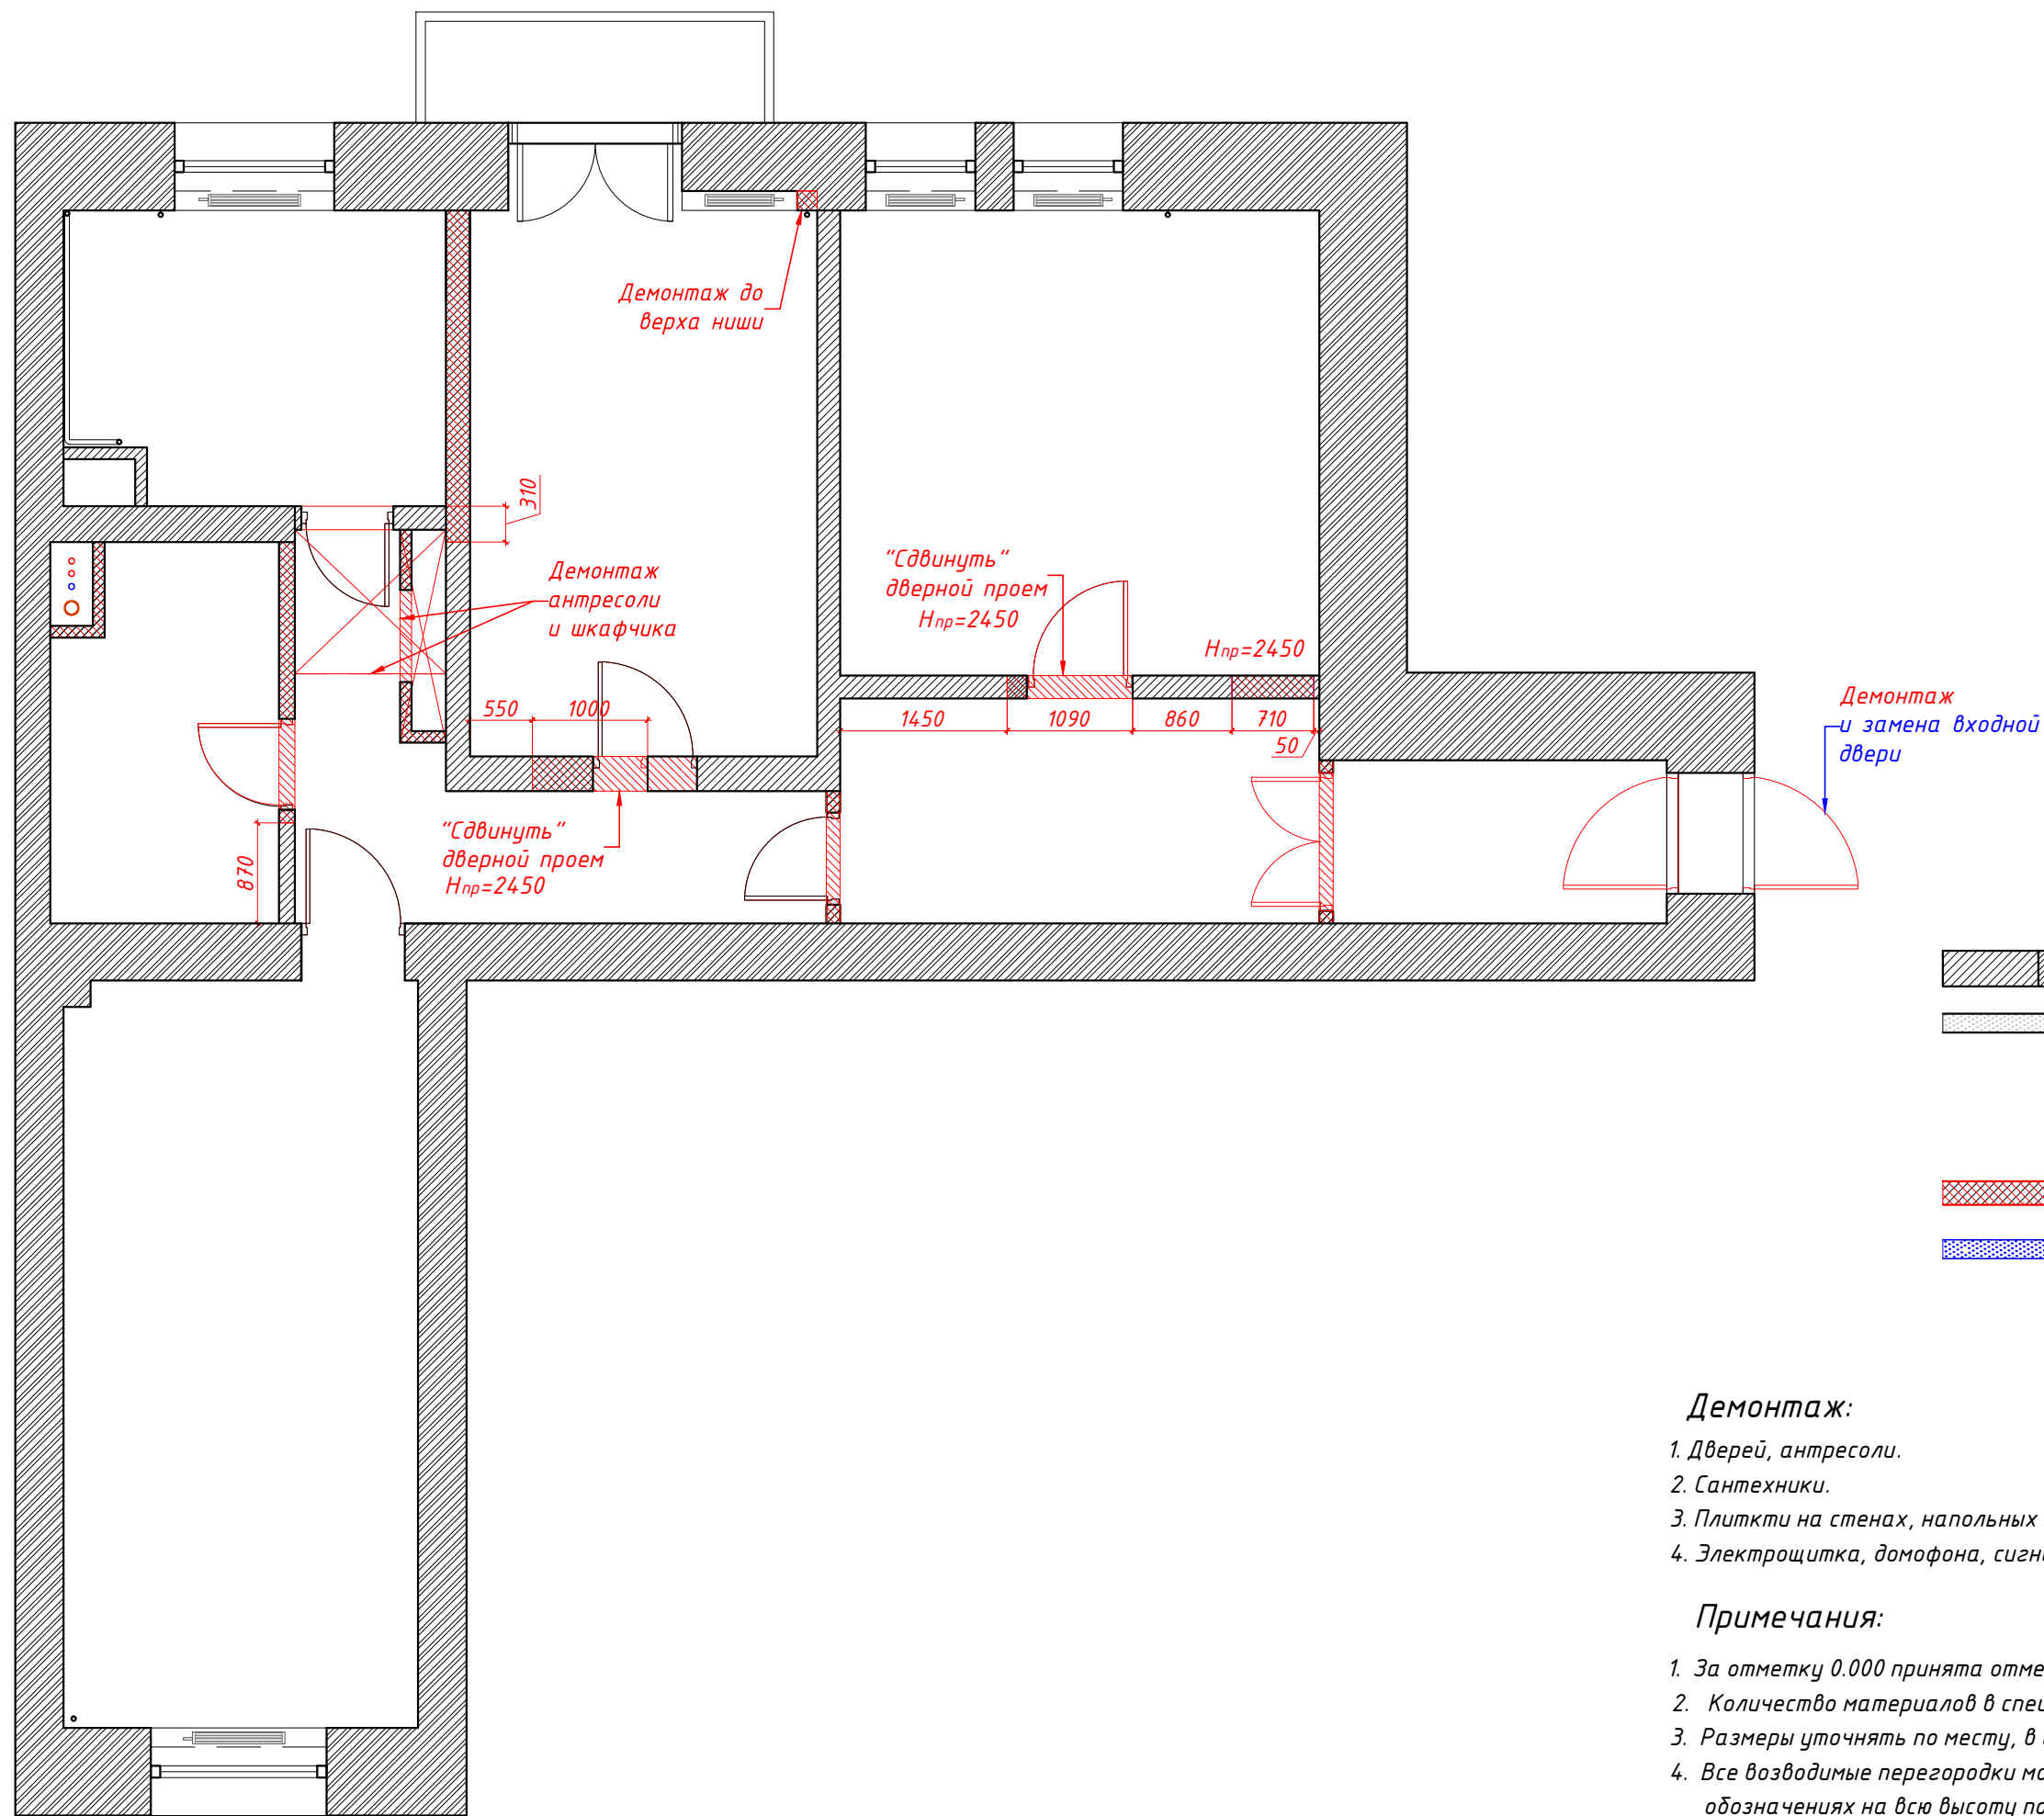 Демонтаж до
верха ниши
310
Демонтаж
антресоли
и шкафчика
"Сдвинуть"
дверной проем
Hпр=2450
Hпр=2450
550
1000
1450
1090
860
710
50
Демонтаж
и замена входной
двери
"Сдвинуть"
дверной проем
Hпр=2450
870
Демонтаж:
1. Дверей, антресоли.
2. Сантехники.
3. Плиткти на стенах, напольных
4. Электрощитка, домофона,
Примечания:
1. За отметку 0.000 принята
2. Количество материалов в
3. Размеры уточнять по месту, в
4. Все возводимые перегородки
обозначениях на всю высоту